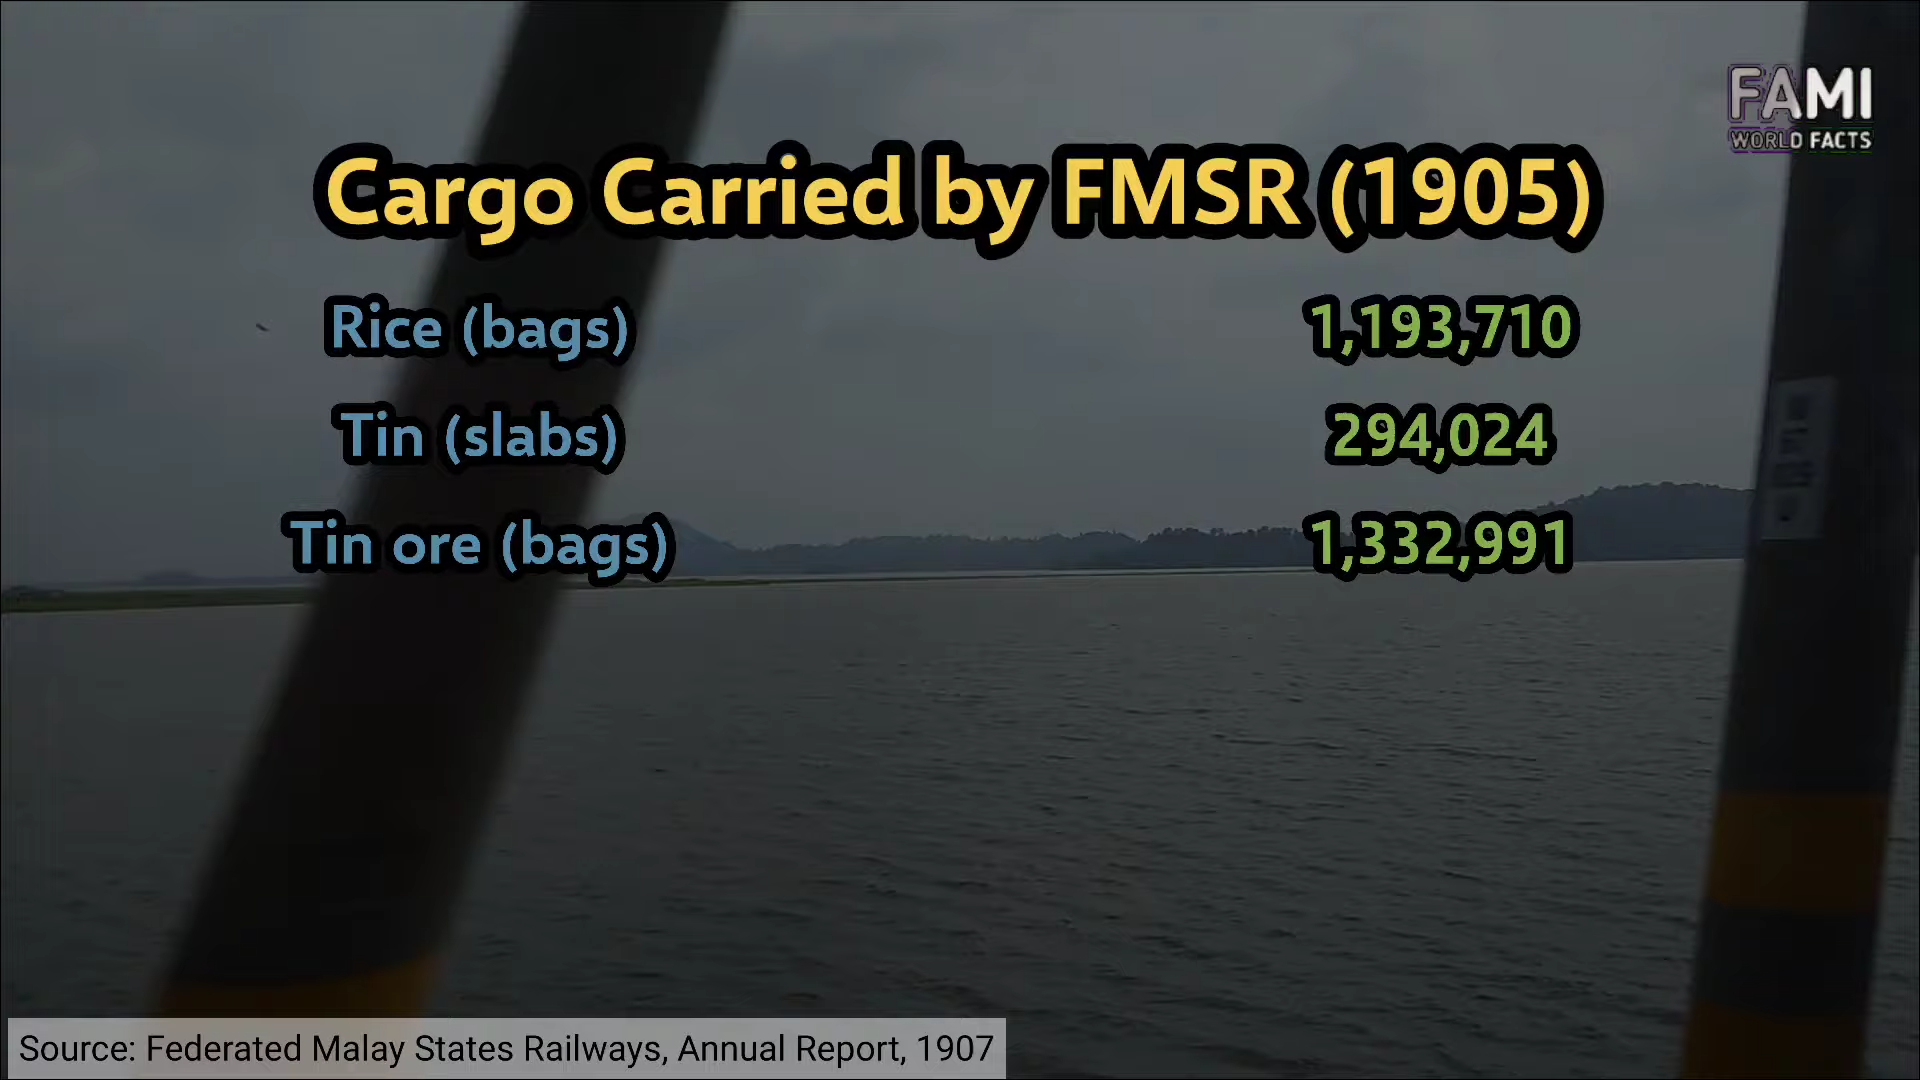 FAMI
WORLD FACTS
Cargo Carried by FMSR (1905)
Rice (bags) 1,193,710
Tin (slabs) 294,024
Tin ore (bags) 1,332,991
Source: Federated Malay States Railways, Annual Report, 1907